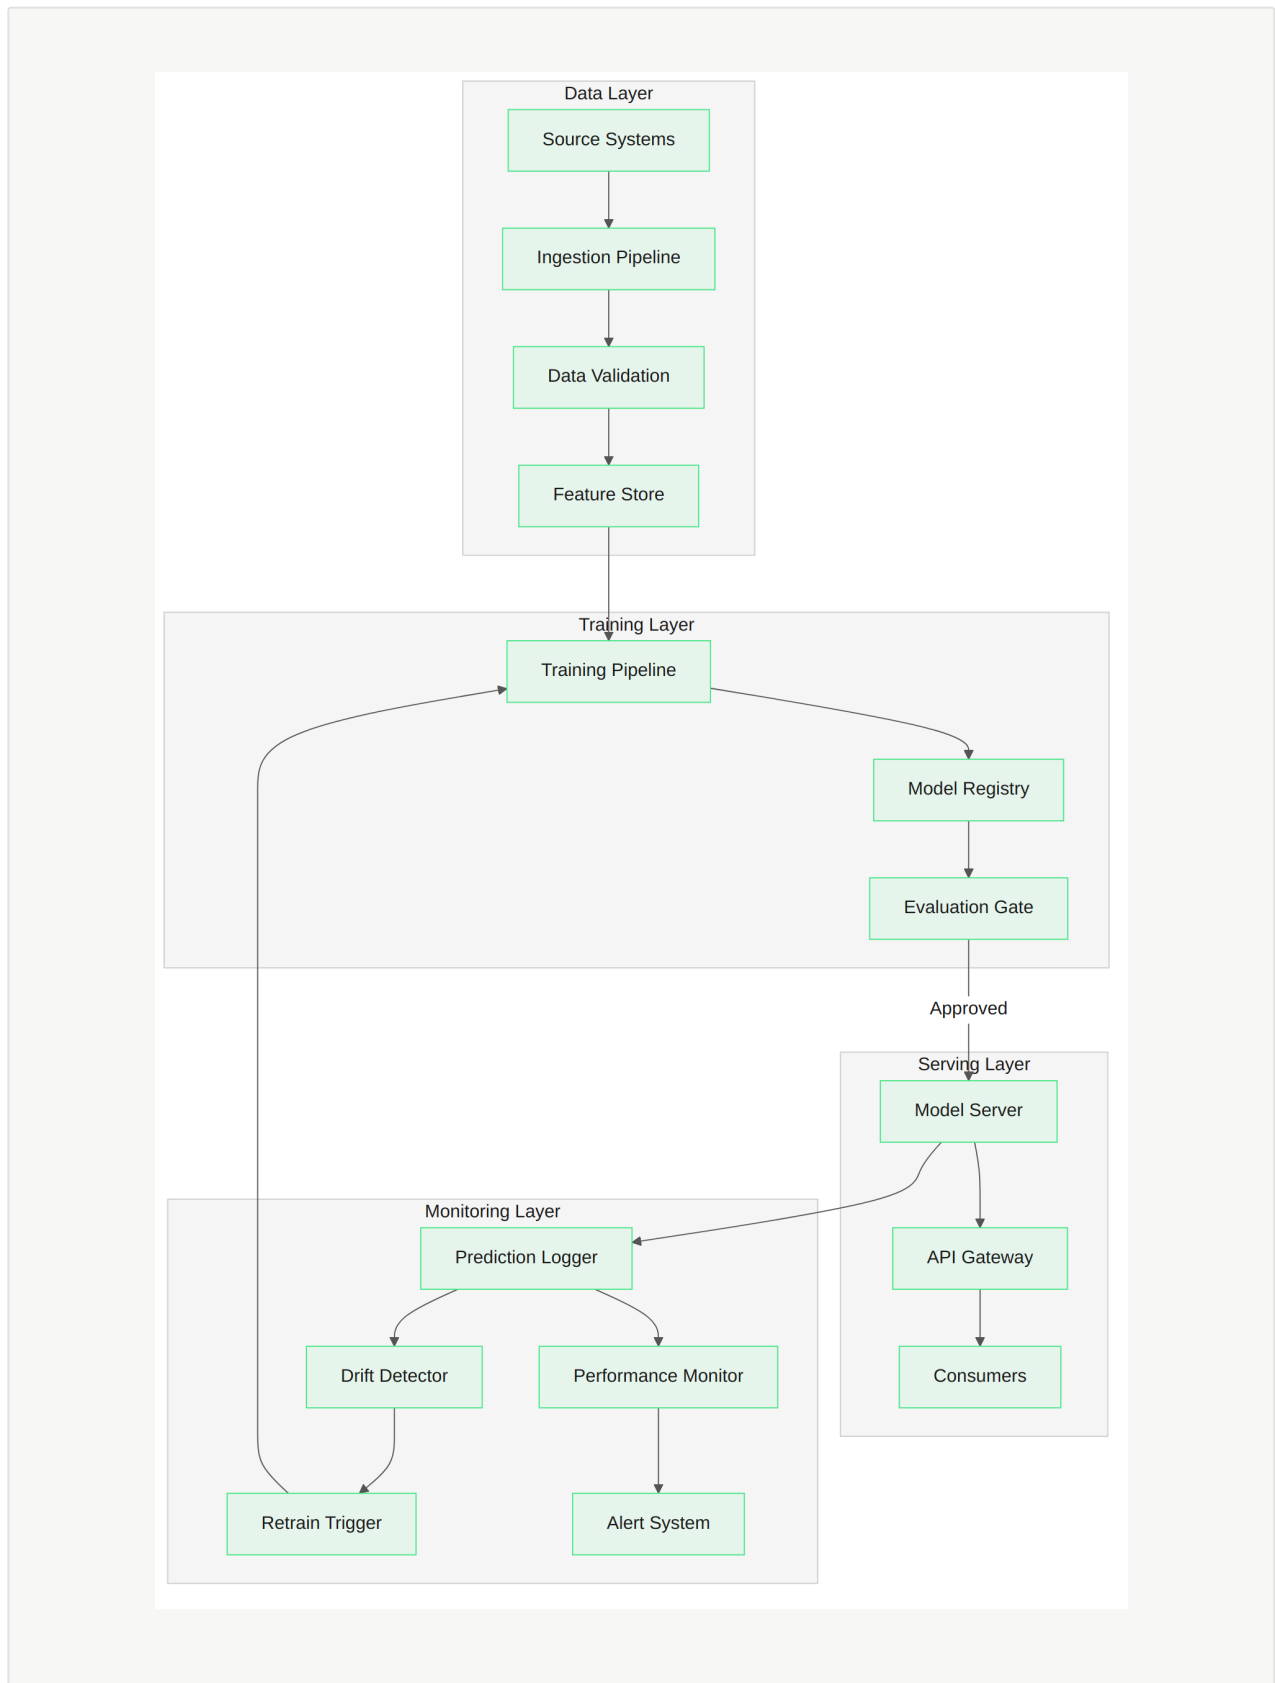 Data Layer
Source Systems
Ingestion Pipeline
Data Validation
Feature Store
Training Layer
Training Pipeline
Model Registry
Evaluation Gate
Approved
Serving Layer
Model Server
Monitoring Layer
Prediction Logger
API Gateway
Drift Detector
Performance Monitor
Consumers
Retrain Trigger
Alert System